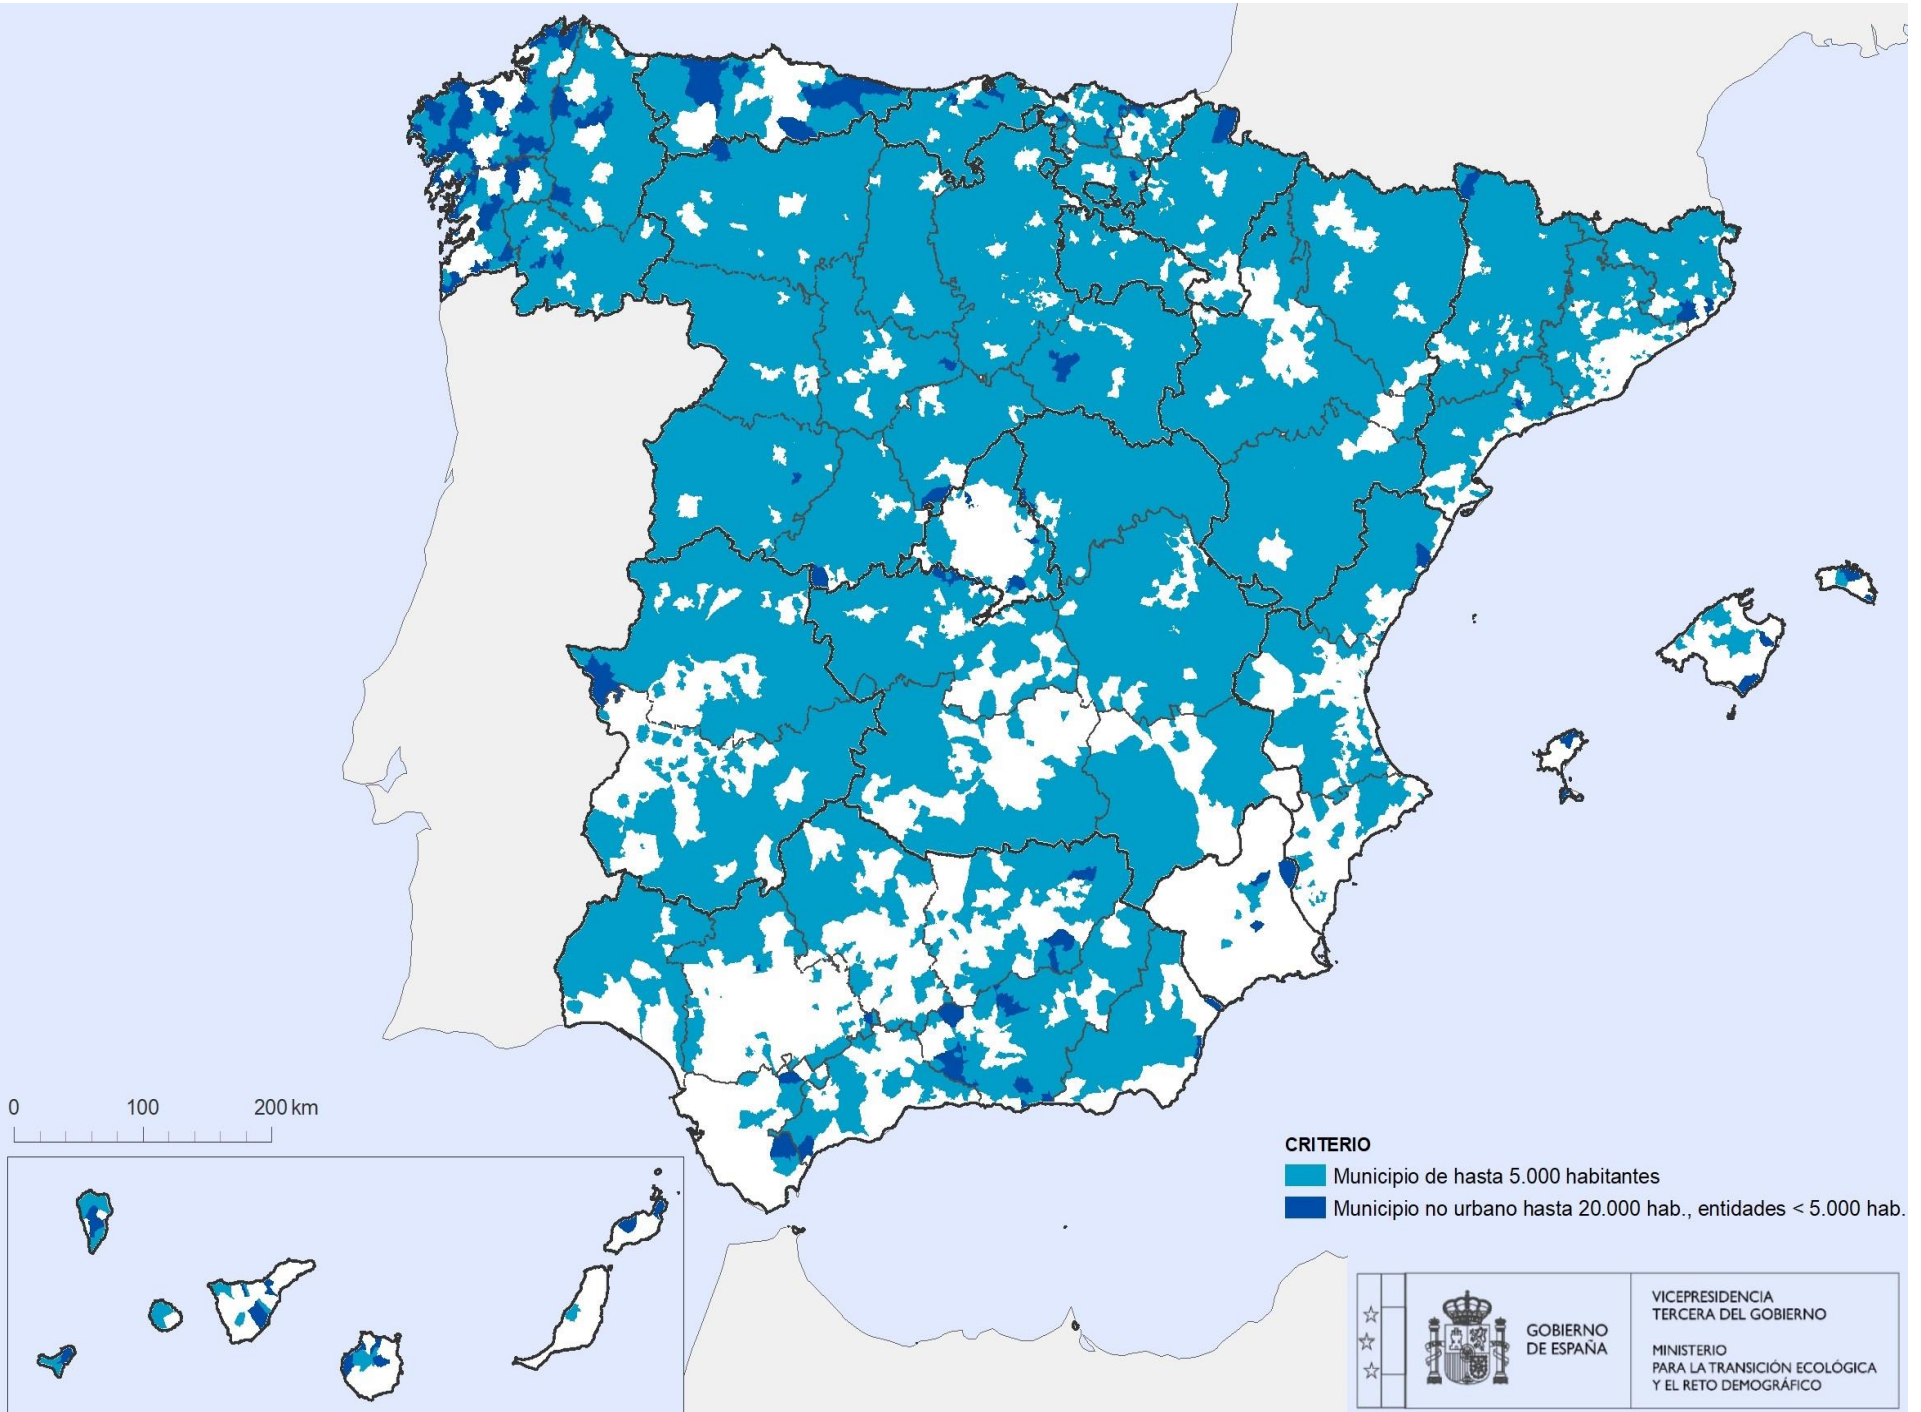 0 100 200 km
CRITERIO
Municipio de hasta 5.000 habitantes
Municipio no urbano hasta 20.000 hab., entidades < 5.000 hab.
GOBIERNO
DE ESPAÑA
VICEPRESIDENCIA
TERCERA DEL GOBIERNO
MINISTERIO
PARA LA TRANSICIÓN ECOLÓGICA
Y EL RETO DEMOGRÁFICO